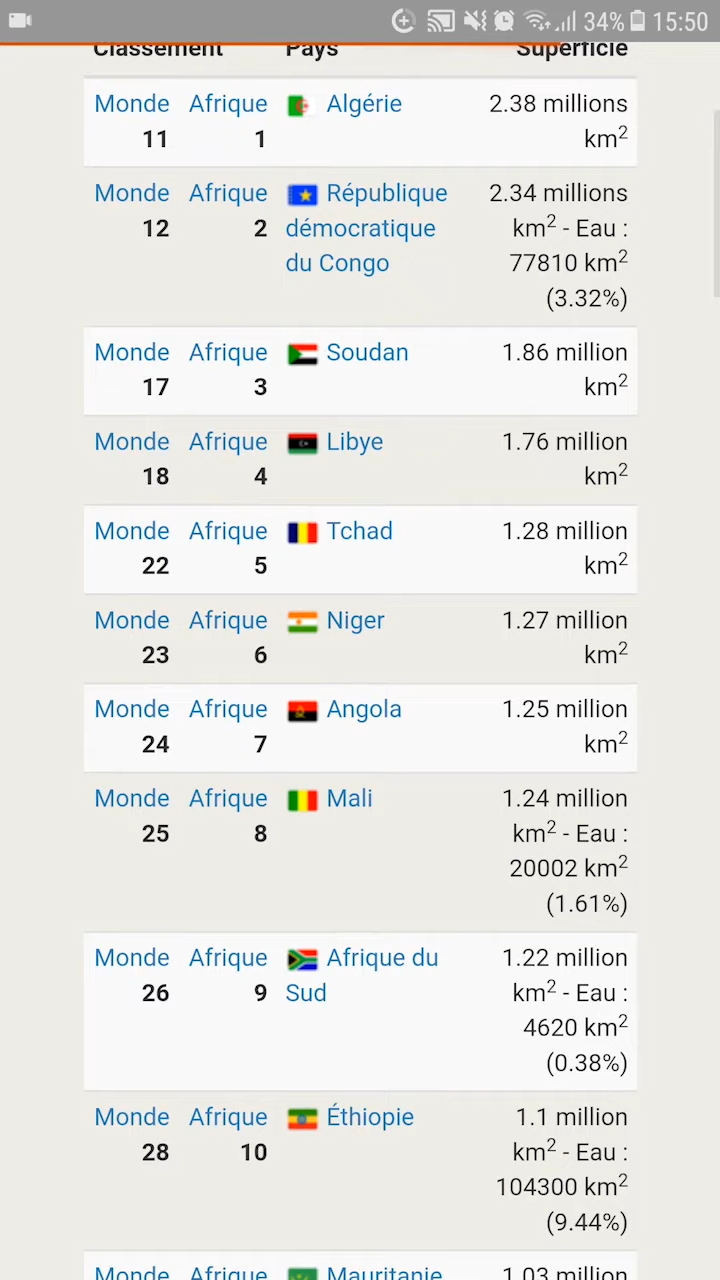 34% 15:50
Classement Pays Superficie
Monde Afrique Algérie 2.38 millions
11 1 km²
Monde Afrique République 2.34 millions
12 2 démocratique km² - Eau :
du Congo 77810 km²
(3.32%)
Monde Afrique Soudan 1.86 million
17 3 km²
Monde Afrique Libye 1.76 million
18 4 km²
Monde Afrique Tchad 1.28 million
22 5 km²
Monde Afrique Niger 1.27 million
23 6 km²
Monde Afrique Angola 1.25 million
24 7 km²
Monde Afrique Mali 1.24 million
25 8 km² - Eau :
20002 km²
(1.61%)
Monde Afrique Afrique du 1.22 million
26 9 Sud km² - Eau :
4620 km²
(0.38%)
Monde Afrique Éthiopie 1.1 million
28 10 km² - Eau :
104300 km²
(9.44%)
Monde Afrique Mauritanie 1.03 million